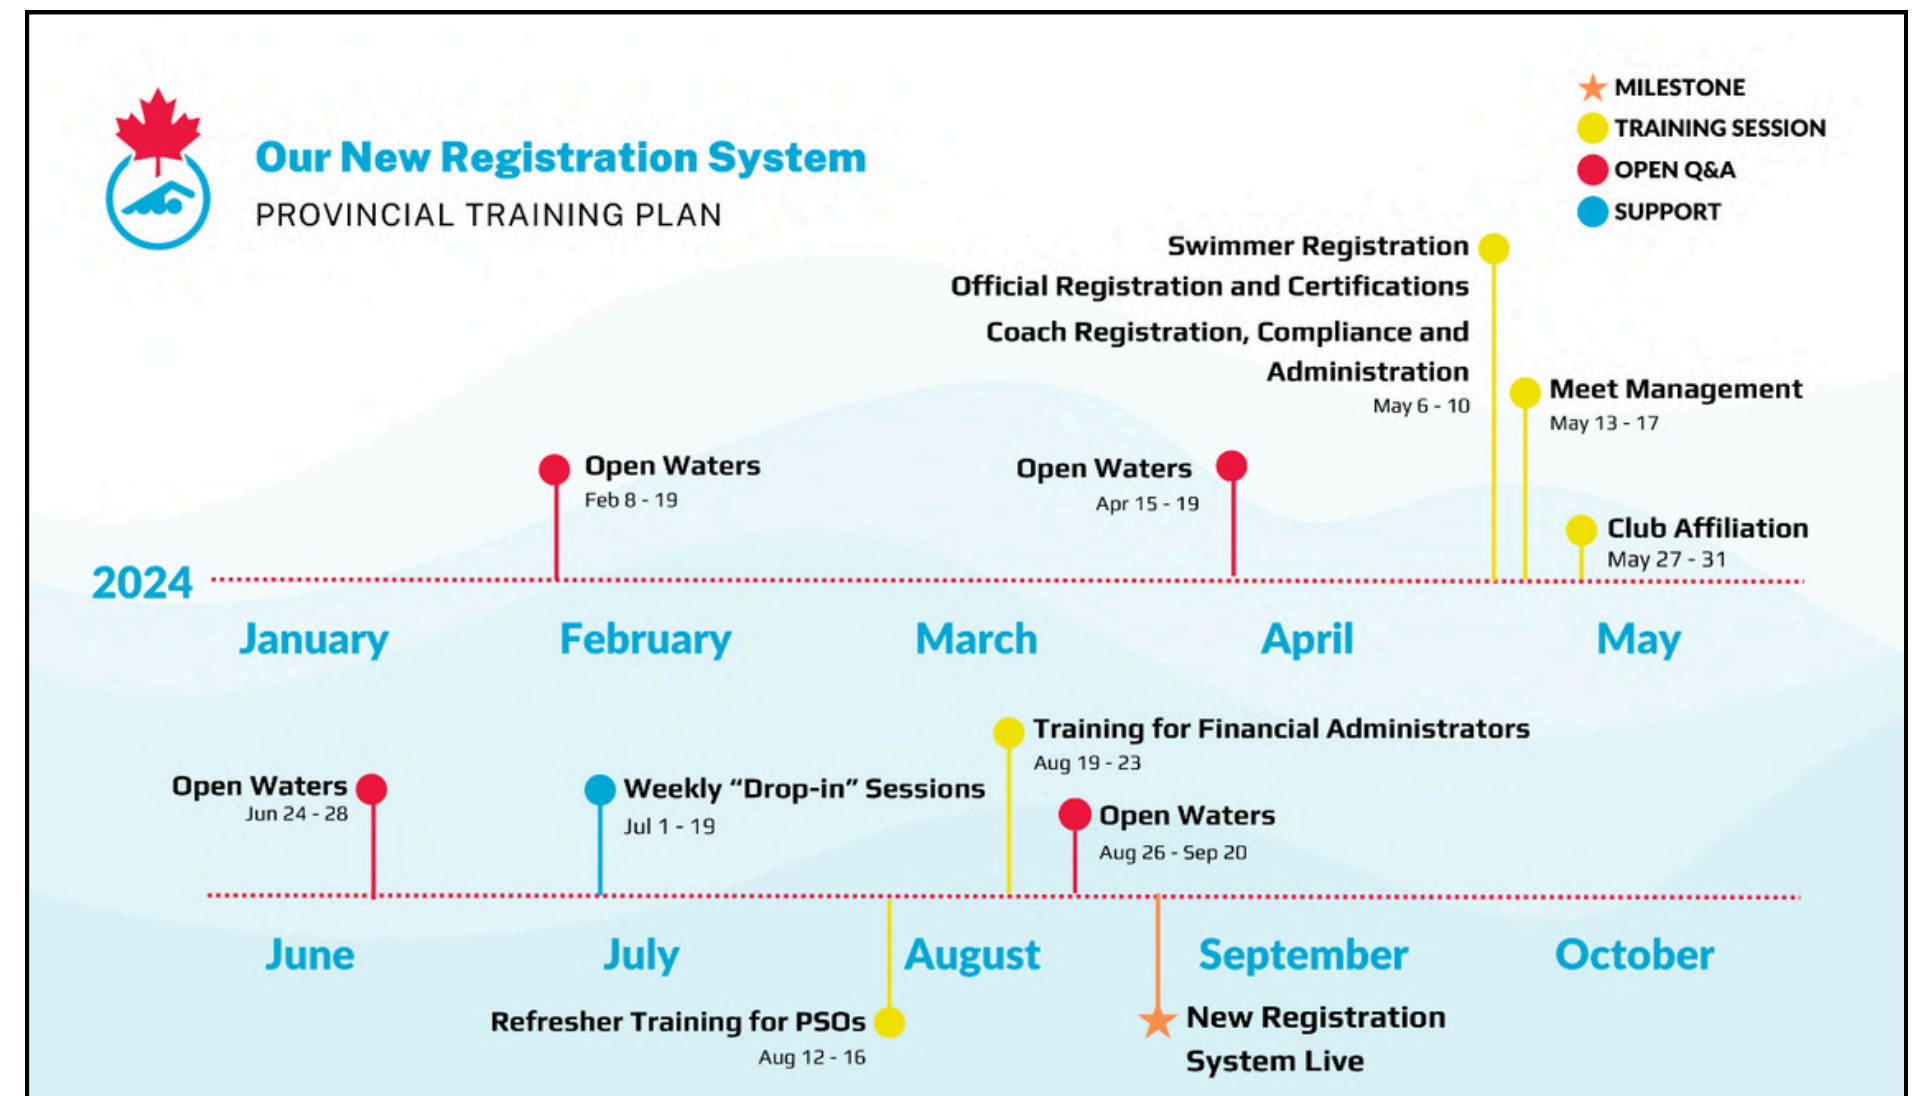 Our New Registration System
PROVINCIAL TRAINING PLAN
MILESTONE
TRAINING SESSION
OPEN Q&A
SUPPORT
Swimmer Registration
Official Registration and Certifications
Coach Registration, Compliance and
Administration
May 6 - 10
Meet Management
May 13 - 17
Open Waters
Feb 8 - 19
Open Waters
Apr 15 - 19
Club Affiliation
May 27 - 31
2024
January
February
March
April
May
Training for Financial Administrators
Aug 19 - 23
Open Waters
Jun 24 - 28
Weekly “Drop-in” Sessions
Jul 1 - 19
Open Waters
Aug 26 - Sep 20
June
July
August
September
October
Refresher Training for PSOs
Aug 12 - 16
New Registration
System Live